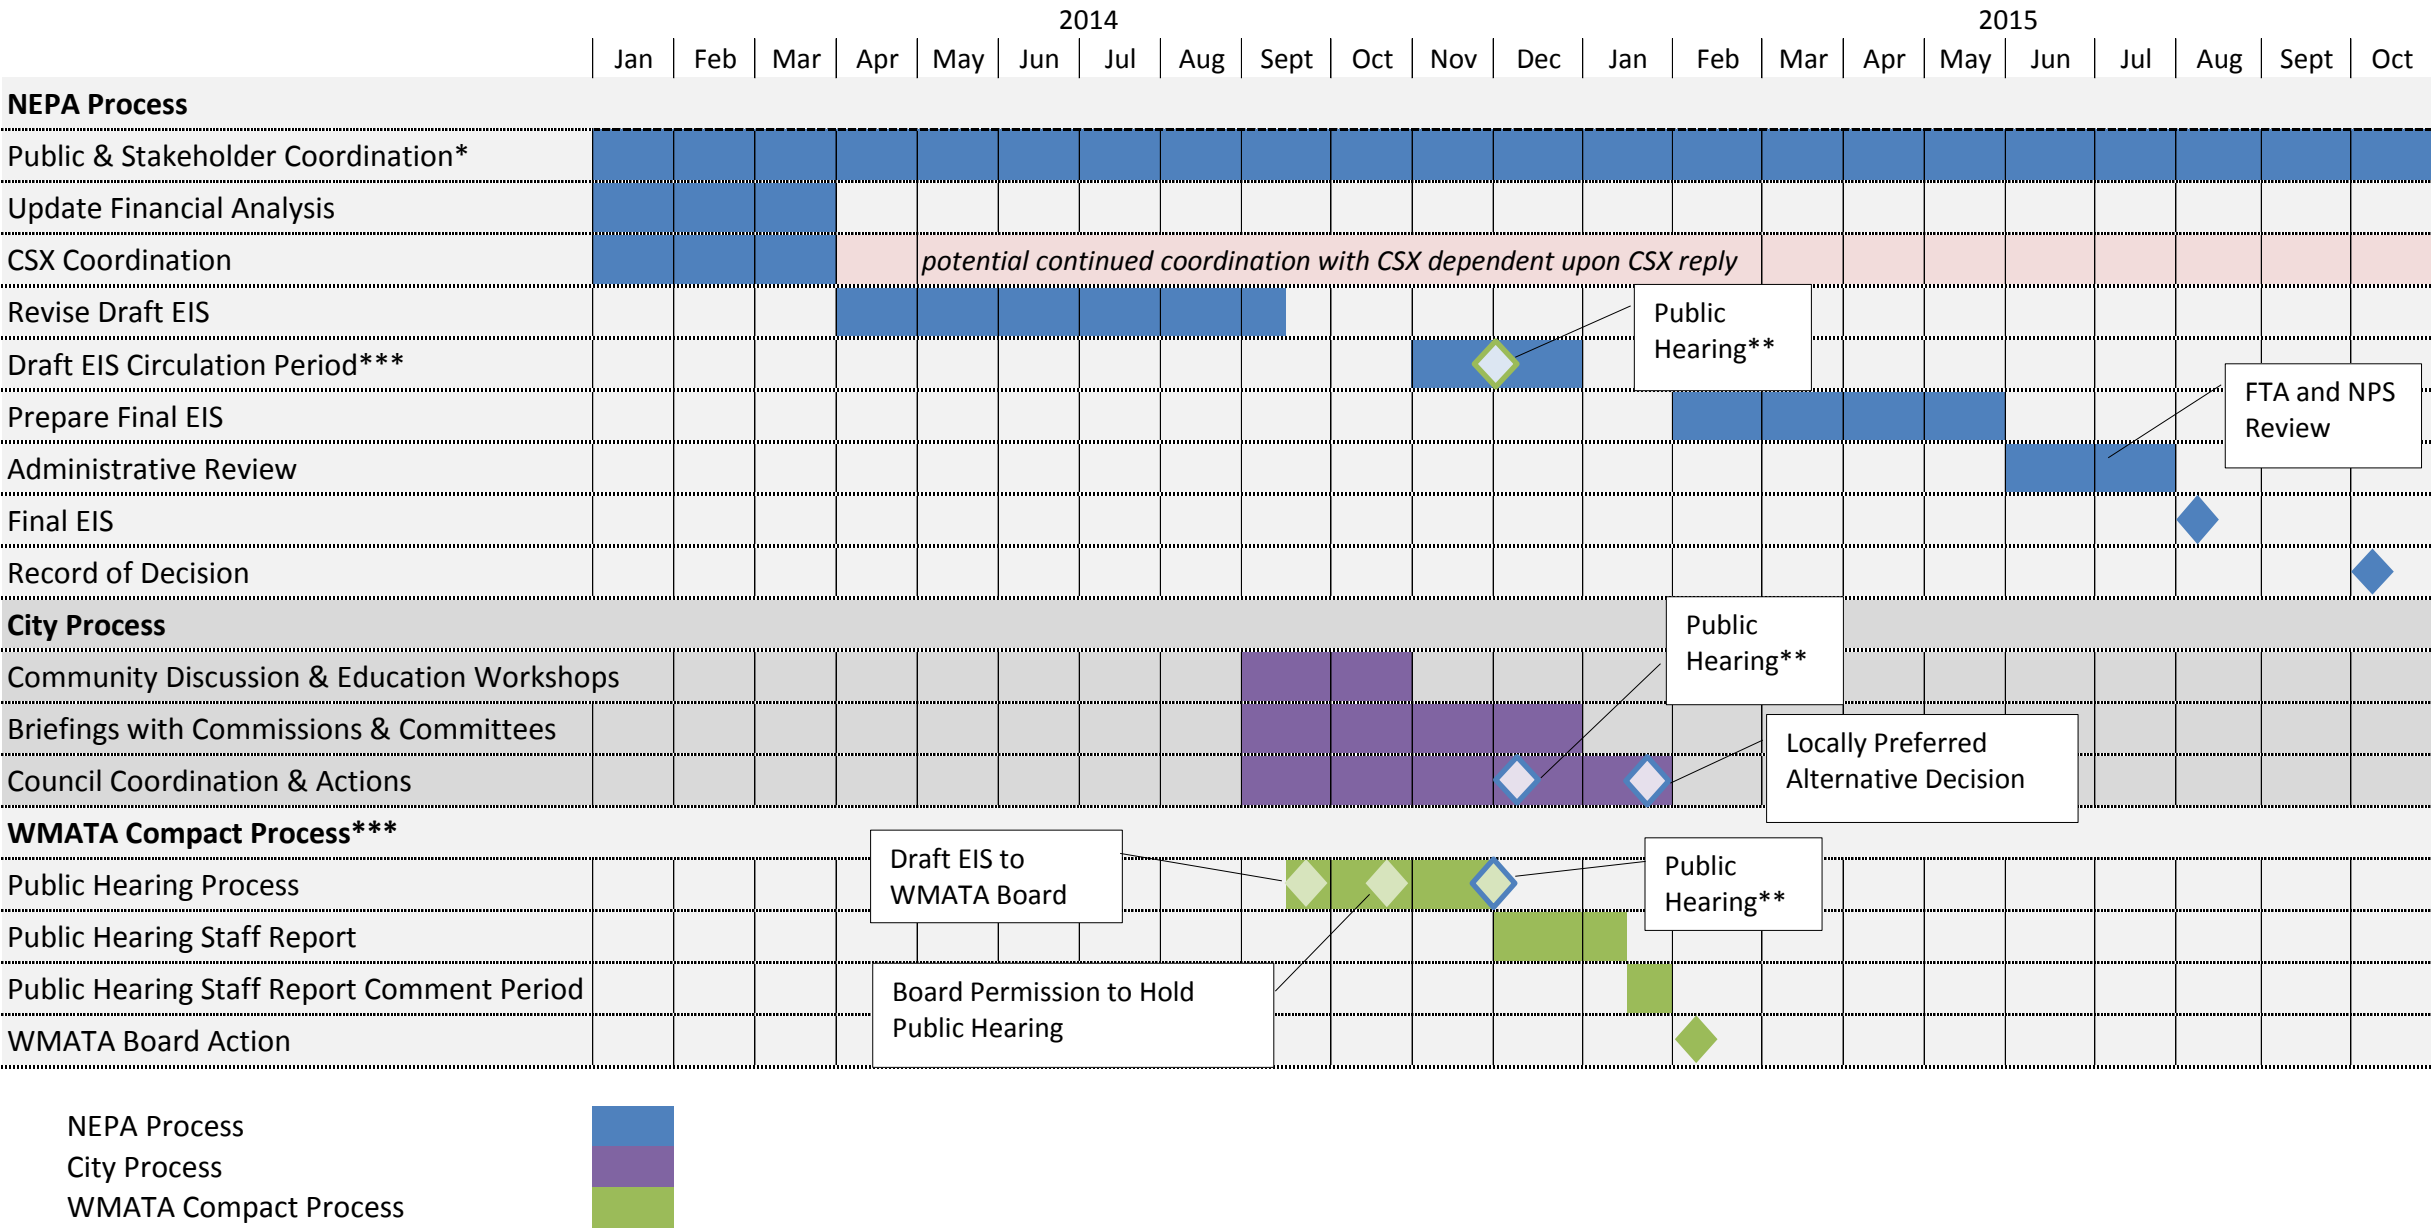 2014 2015
Jan Feb Mar Apr May Jun Jul Aug Sept Oct Nov Dec Jan Feb Mar Apr May Jun Jul Aug Sept Oct
NEPA Process
Public & Stakeholder Coordination*
Update Financial Analysis
CSX Coordination
potential continued coordination with CSX dependent upon CSX reply
Revise Draft EIS
Public
Hearing**
Draft EIS Circulation Period***
Prepare Final EIS
FTA and NPS
Review
Administrative Review
Final EIS
Record of Decision
City Process
Public
Hearing**
Community Discussion & Education Workshops
Briefings with Commissions & Committees
Locally Preferred
Alternative Decision
Council Coordination & Actions
WMATA Compact Process***
Draft EIS to
WMATA Board
Public
Hearing**
Public Hearing Process
Public Hearing Staff Report
Public Hearing Staff Report Comment Period
Board Permission to Hold
Public Hearing
WMATA Board Action
NEPA Process
City Process
WMATA Compact Process